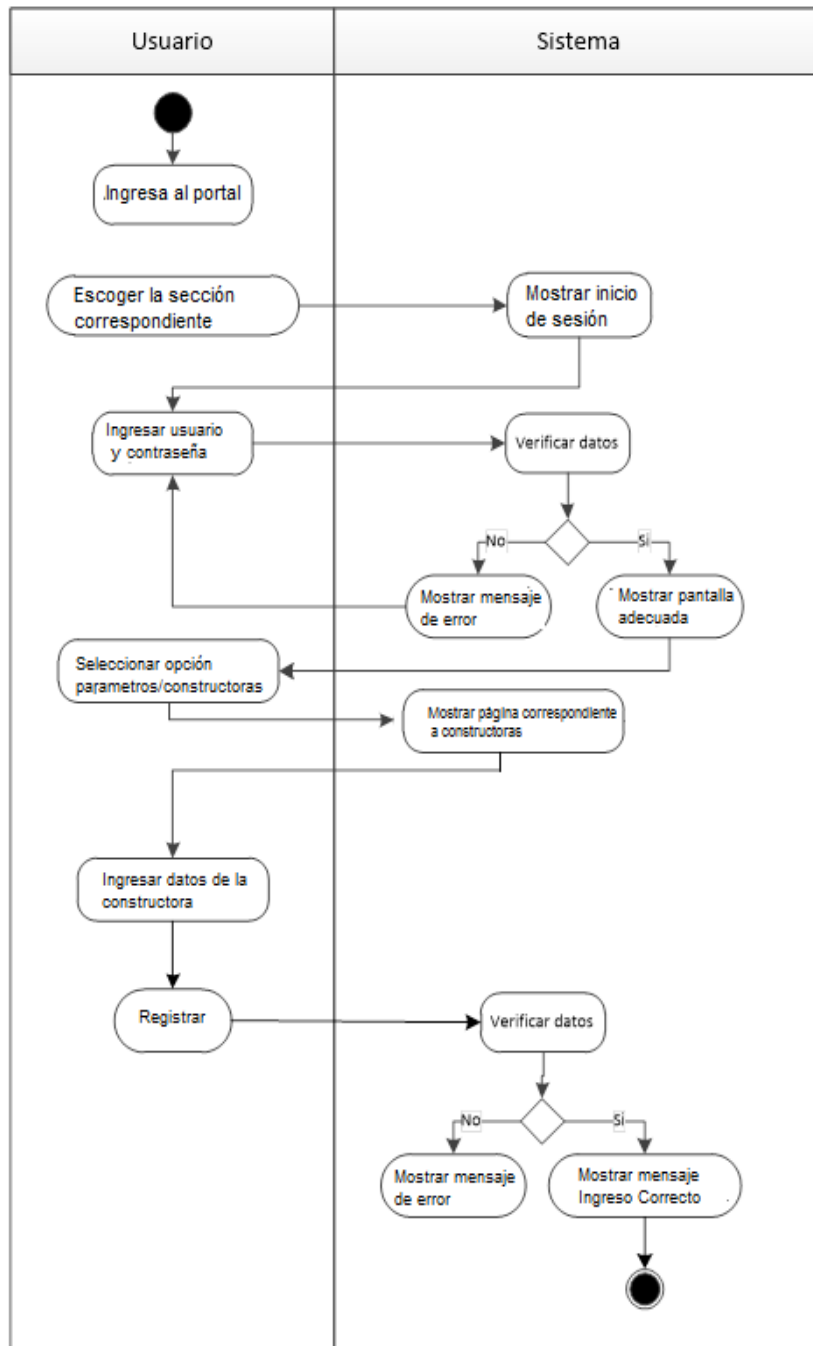 Usuario
Sistema
.Ingresa al portal
Escoger la sección
correspondiente
Mostrar inicio
de sesión
Ingresar usuario
y contraseña
Verificar datos
No
Si
Mostrar mensaje
de error
Mostrar pantalla
adecuada
Seleccionar opción
parametros/constructoras
Mostrar página correspondiente
a constructoras
Ingresar datos de la
constructora
Registrar
Verificar datos
No
Si
Mostrar mensaje
de error
Mostrar mensaje
Ingreso Correcto